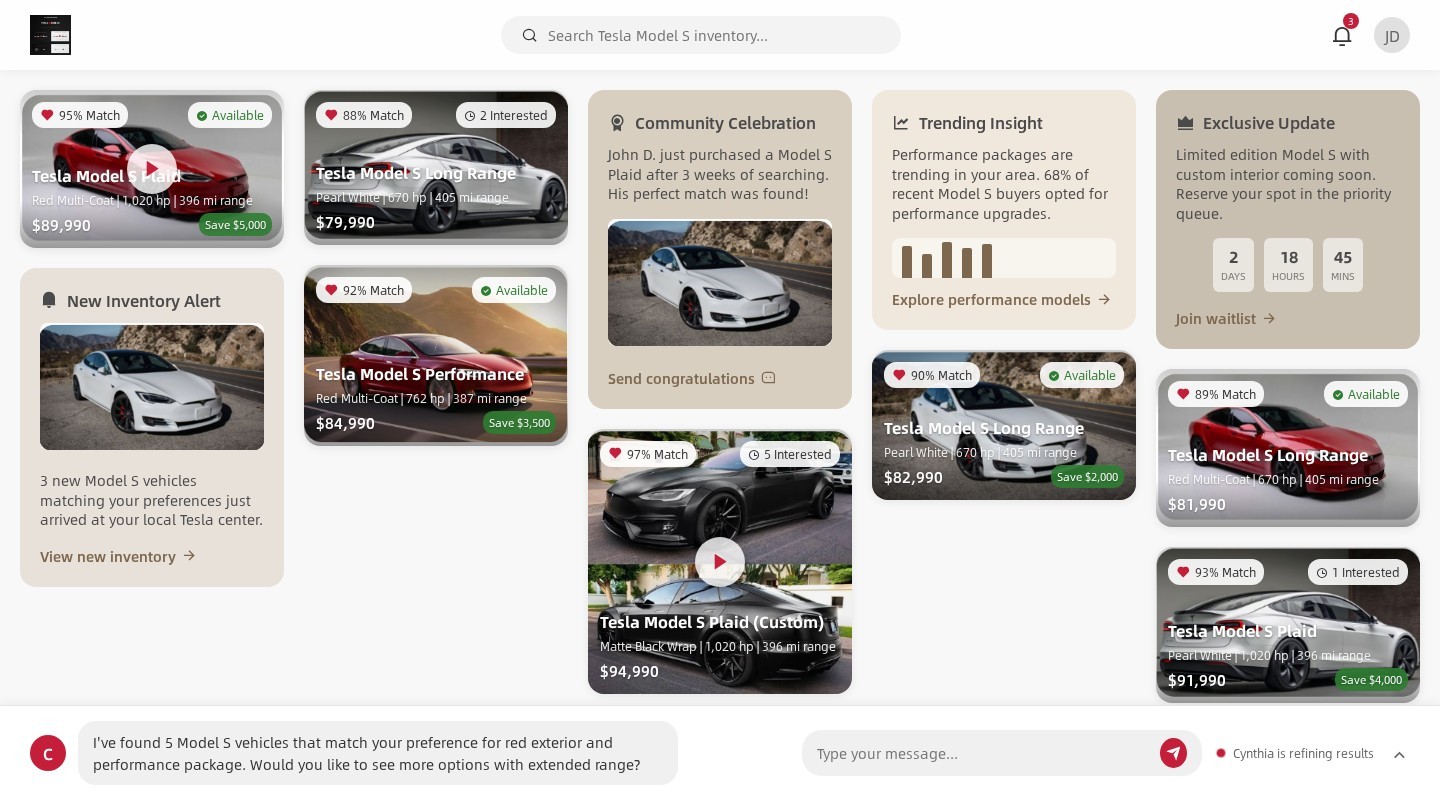 Search Tesla Model S inventory...
3
JD
95% Match
Available
Tesla Model S Plaid
Red Multi-Coat | 1,020 hp | 396 mi range
$89,990
Save $5,000
New Inventory Alert
3 new Model S vehicles
matching your preferences just
arrived at your local Tesla center.
View new inventory
88% Match
2 Interested
Tesla Model S Long Range
Pearl White | 670 hp | 405 mi range
$79,990
92% Match
Available
Tesla Model S Performance
Red Multi-Coat | 762 hp | 387 mi range
$84,990
Save $3,500
Community Celebration
John D. just purchased a Model S
Plaid after 3 weeks of searching.
His perfect match was found!
Send congratulations
97% Match
5 Interested
Tesla Model S Plaid (Custom)
Matte Black Wrap | 1,020 hp | 396 mi range
$94,990
Trending Insight
Performance packages are
trending in your area. 68% of
recent Model S buyers opted for
performance upgrades.
Explore performance models
90% Match
Available
Tesla Model S Long Range
Pearl White | 670 hp | 405 mi range
$82,990
Save $2,000
Exclusive Update
Limited edition Model S with
custom interior coming soon.
Reserve your spot in the priority
queue.
2 18 45
DAYS HOURS MINS
Join waitlist
89% Match
Available
Tesla Model S Long Range
Red Multi-Coat | 670 hp | 405 mi range
$81,990
93% Match
1 Interested
Tesla Model S Plaid
Pearl White | 1,020 hp | 396 mi range
$91,990
Save $4,000
C
I've found 5 Model S vehicles that match your preference for red exterior and
performance package. Would you like to see more options with extended range?
Type your message...
Cynthia is refining results